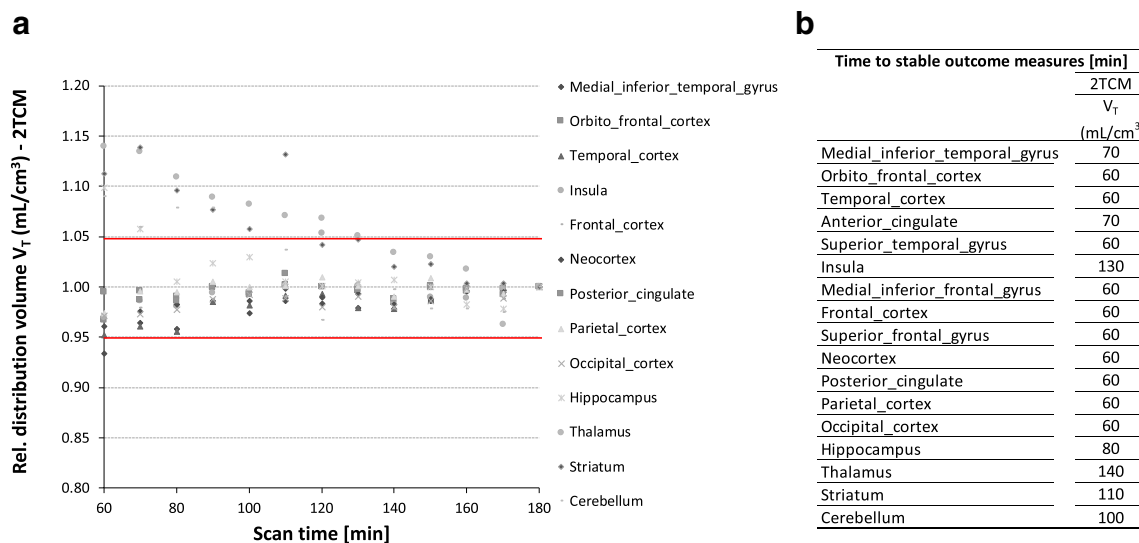 a
Rel. distribution volume VT (mL/cm³) - 2TCM
1.20
1.15
1.10
1.05
1.00
0.95
0.90
0.85
0.80
60
80
100
120
140
160
180
Scan time [min]
Medial_inferior_temporal_gyrus
Orbito_frontal_cortex
Temporal_cortex
Insula
Frontal_cortex
Neocortex
Posterior_cingulate
Parietal_cortex
Occipital_cortex
Hippocampus
Thalamus
Striatum
Cerebellum
b
Time to stable outcome measures [min]
2TCM
VT
(mL/cm³
Medial_inferior_temporal_gyrus 70
Orbito_frontal_cortex 60
Temporal_cortex 60
Anterior_cingulate 70
Superior_temporal_gyrus 60
Insula 130
Medial_inferior_frontal_gyrus 60
Frontal_cortex 60
Superior_frontal_gyrus 60
Neocortex 60
Posterior_cingulate 60
Parietal_cortex 60
Occipital_cortex 60
Hippocampus 80
Thalamus 140
Striatum 110
Cerebellum 100